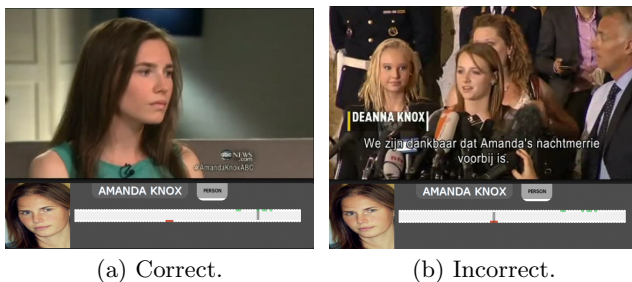 abc NEWS
.com
#AmandaKnoxABC
AMANDA KNOX
PERSON
(a) Correct.
DEANNA KNOX
We zijn dankbaar dat Amanda's nachtmerrie
voorbij is.
AMANDA KNOX
PERSON
(b) Incorrect.